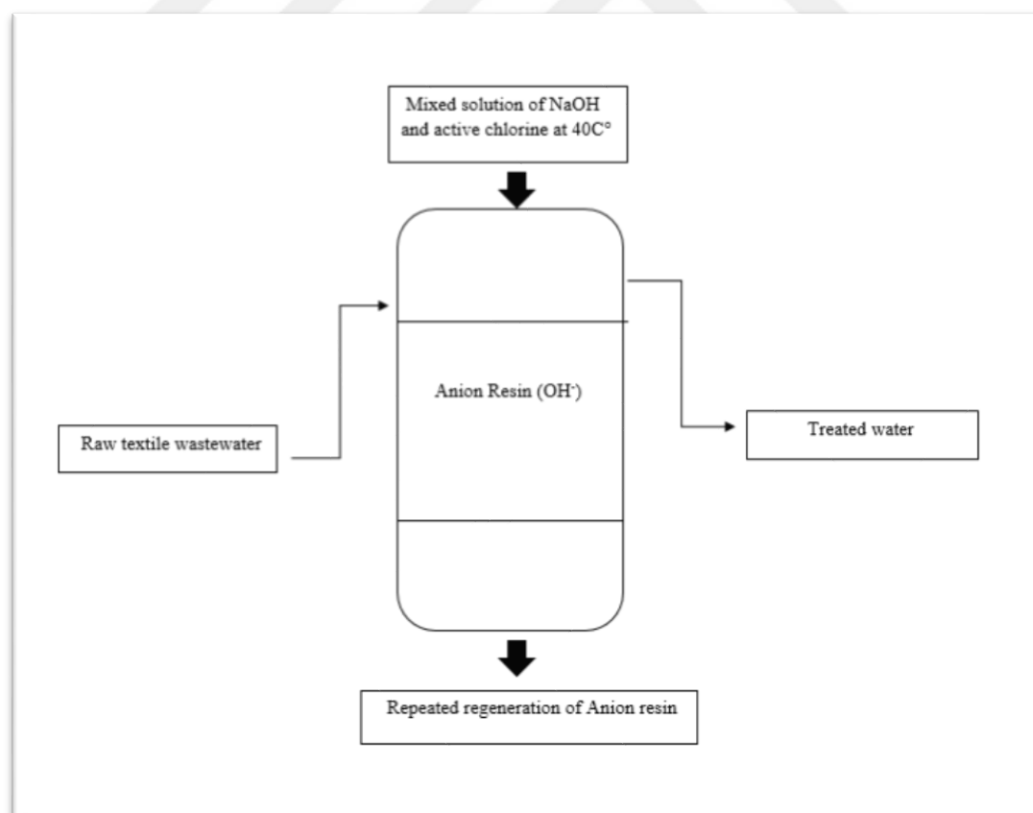 Mixed solution of NaOH
and active chlorine at 40C°
Anion Resin (OH⁻)
Raw textile wastewater
Treated water
Repeated regeneration of Anion resin